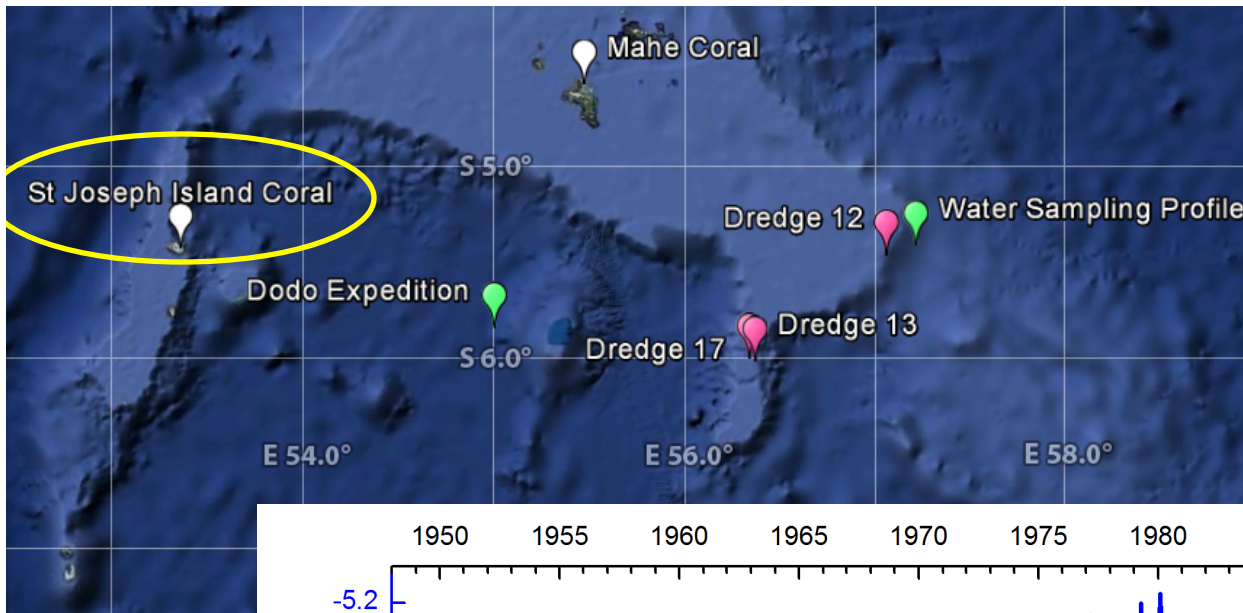 Mahe Coral
S 5.0°
St Joseph Island Coral
Dredge 12
Water Sampling Profile
Dodo Expedition
Dredge 13
Dredge 17
S 6.0°
E 54.0°
E 56.0°
E 58.0°
1950 1955 1960 1965 1970 1975 1980
-5.2